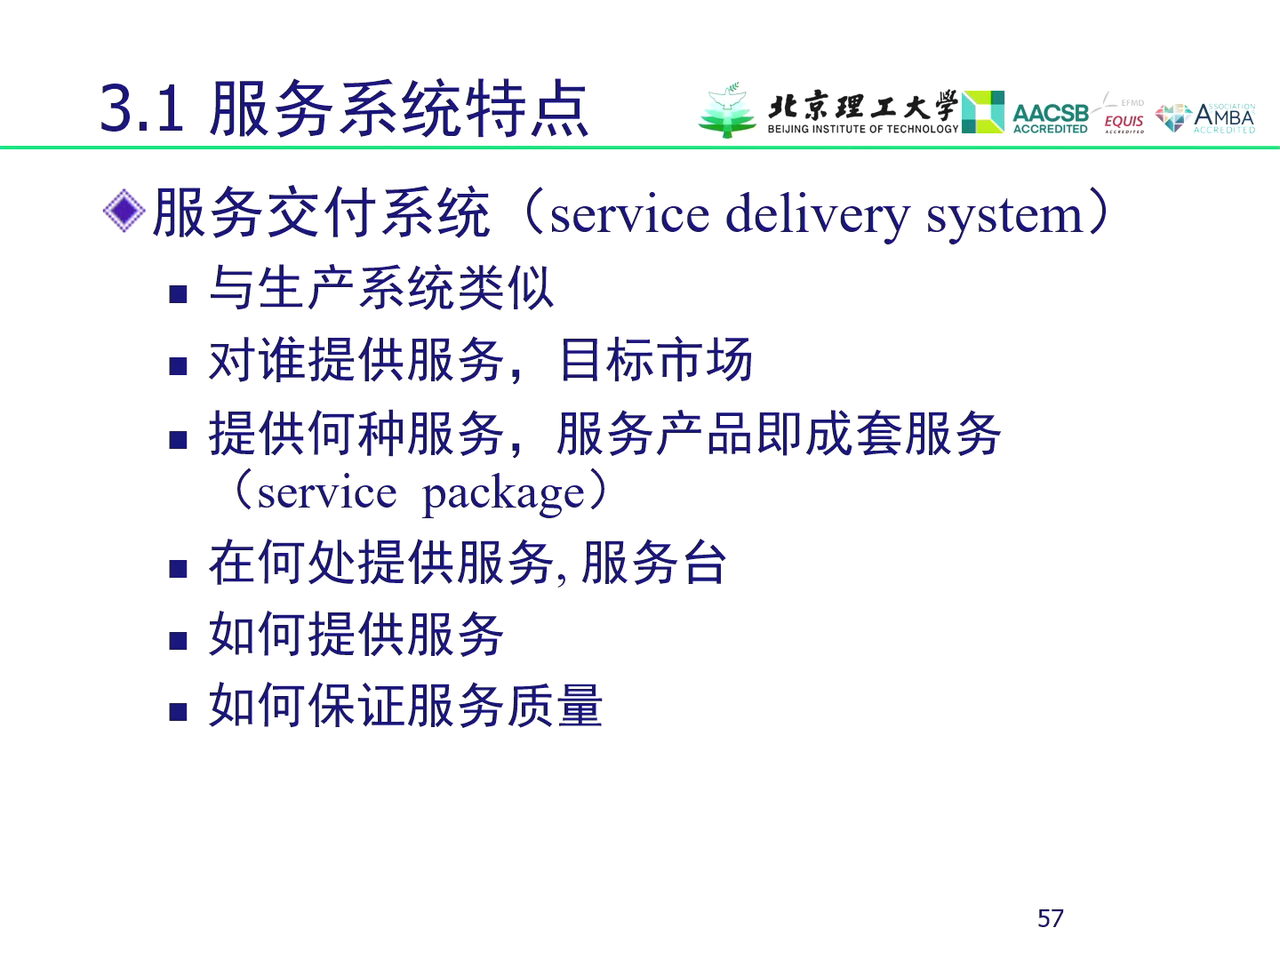 3.1 服务系统特点
北京理工大学
BEIJING INSTITUTE OF TECHNOLOGY
AACSB
ACCREDITED
EFMD
EQUIS
ACCREDITED
ASSOCIATION
AMBA
ACCREDITED
服务交付系统（service delivery system）
与生产系统类似
对谁提供服务，目标市场
提供何种服务，服务产品即成套服务
（service package）
在何处提供服务, 服务台
如何提供服务
如何保证服务质量
57